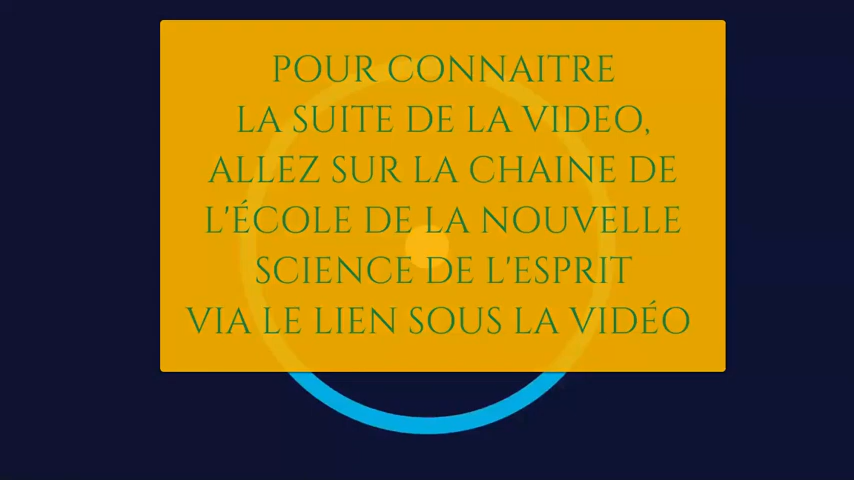 POUR CONNAITRE
LA SUITE DE LA VIDEO,
ALLEZ SUR LA CHAINE DE
L'ÉCOLE DE LA NOUVELLE
SCIENCE DE L'ESPRIT
VIA LE LIEN SOUS LA VIDÉO